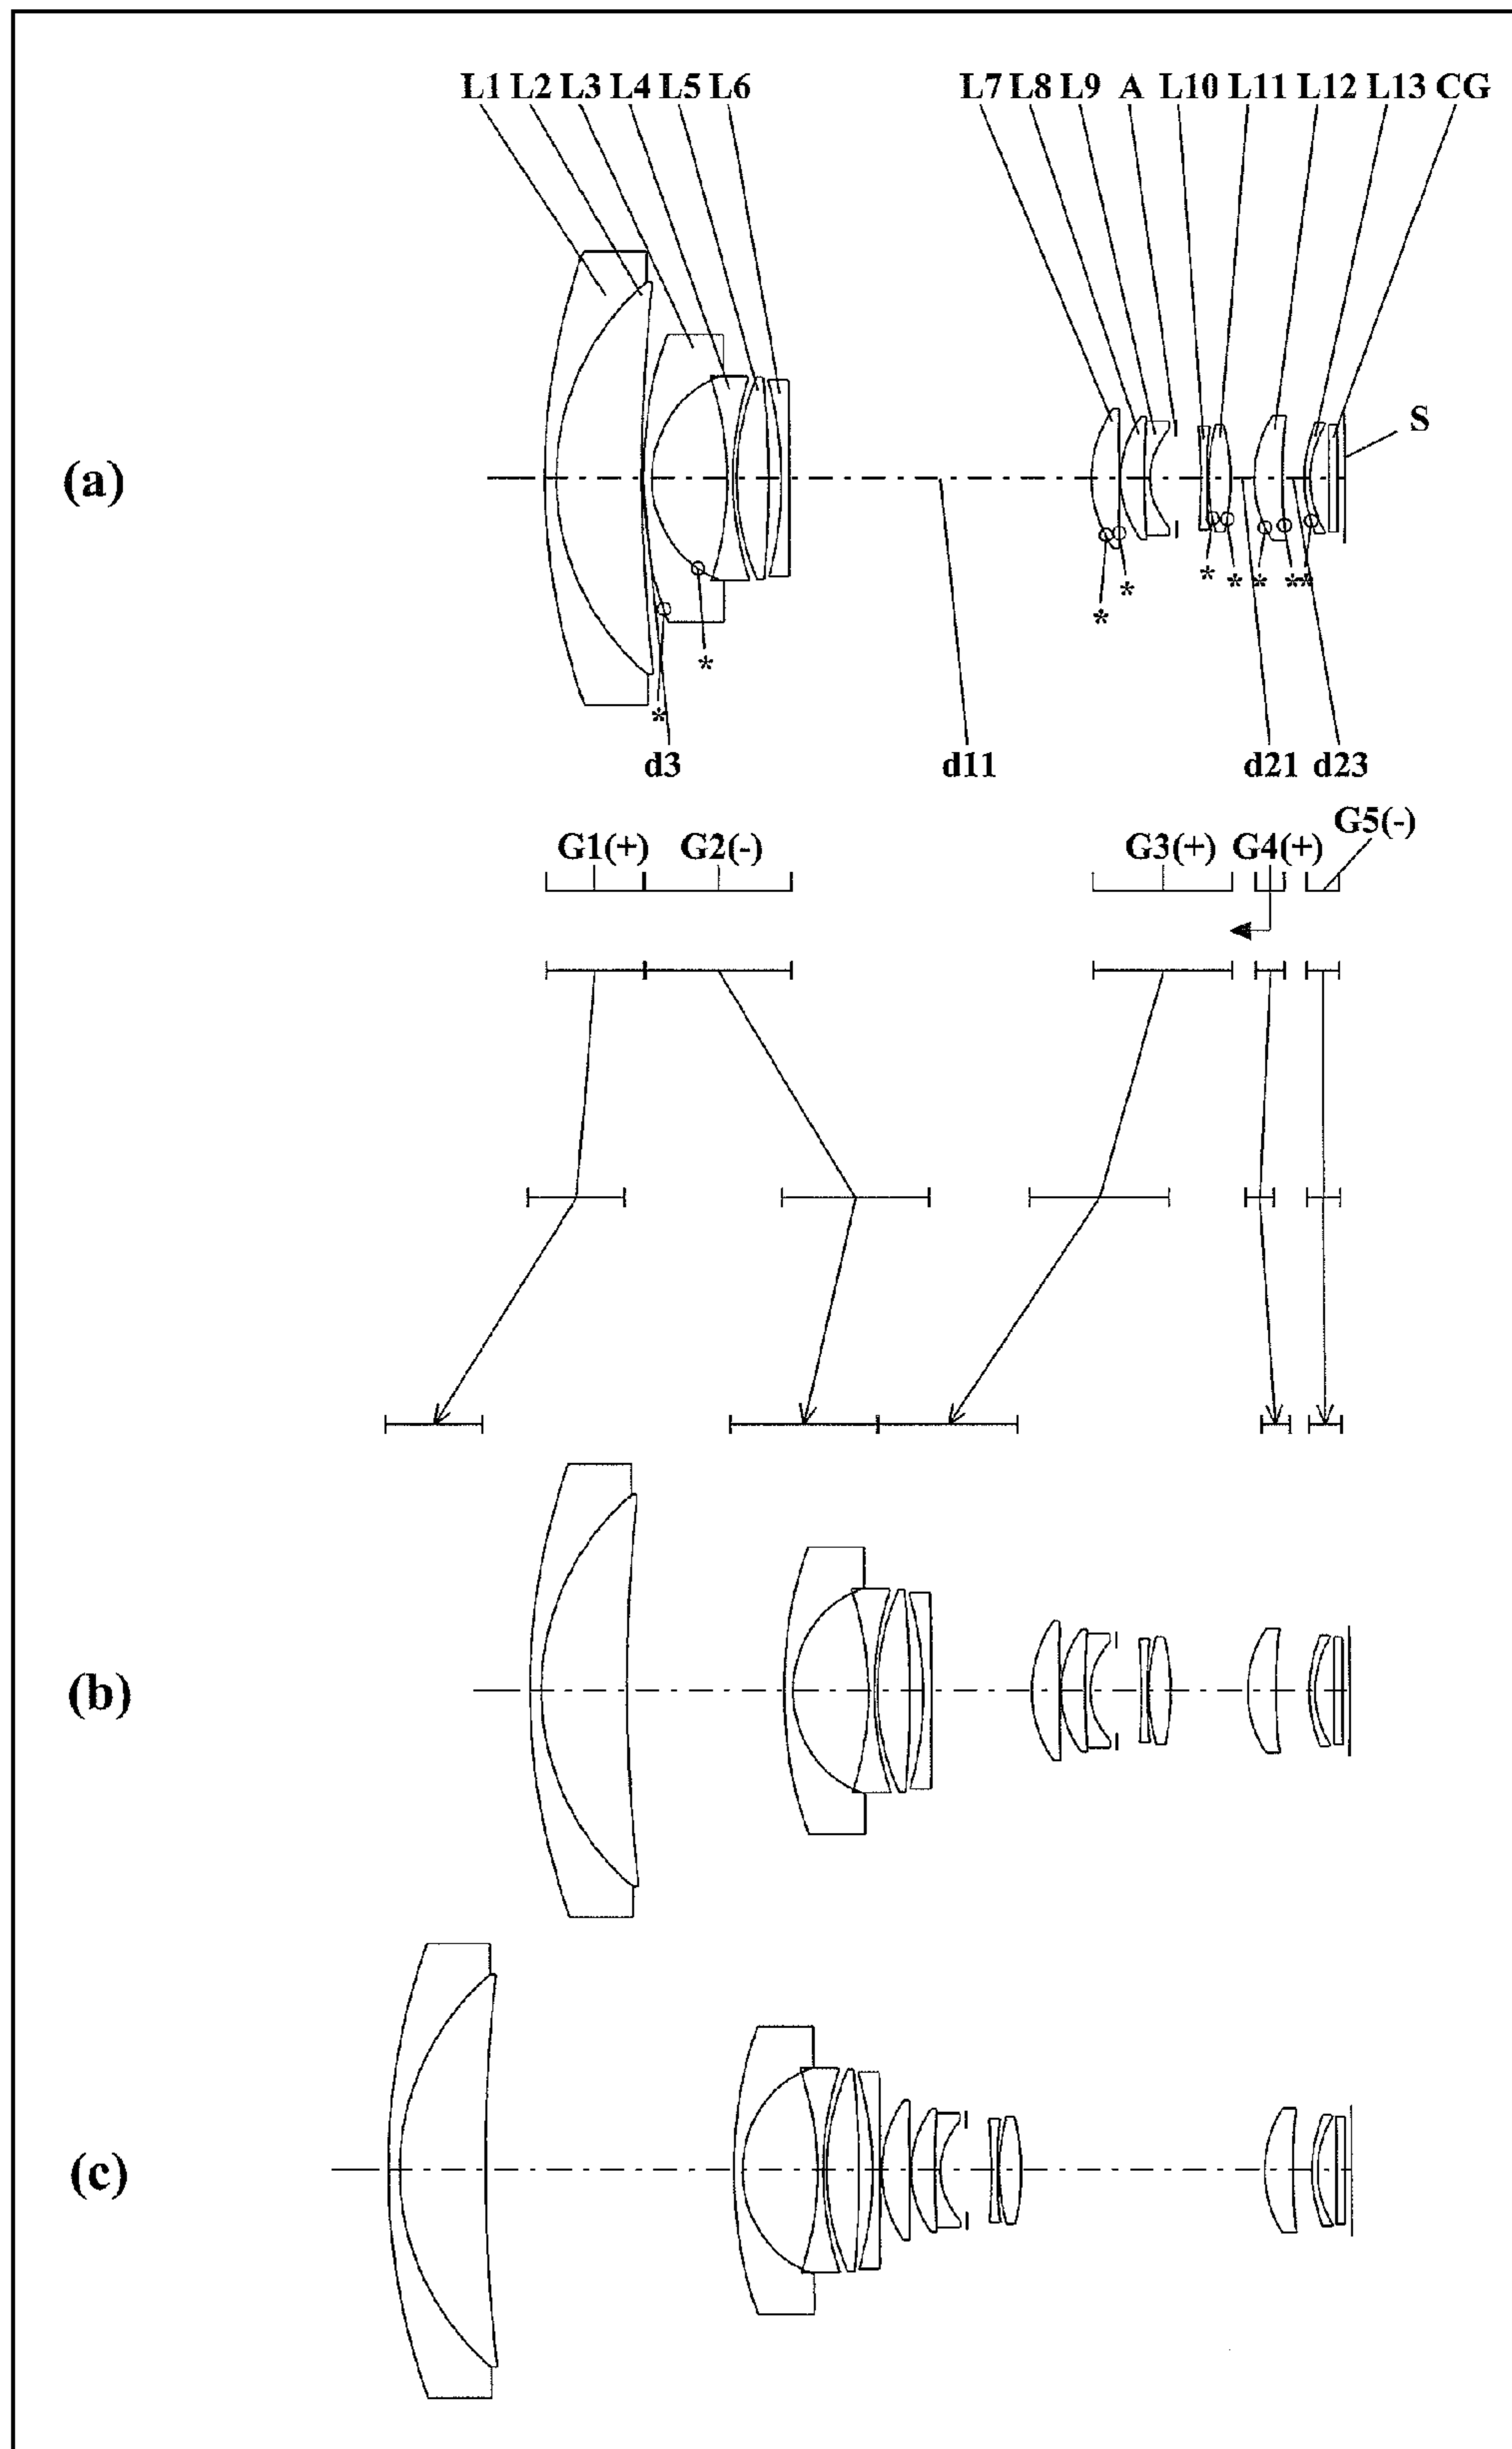 L1 L2 L3 L4 L5 L6 L7 L8 L9 A L10 L11 L12 L13 CG
S
(a)
* * * * * * * * *
d3 d11 d21 d23
G1(+) G2(-) G3(+) G4(+) G5(-)
(b)
(c)